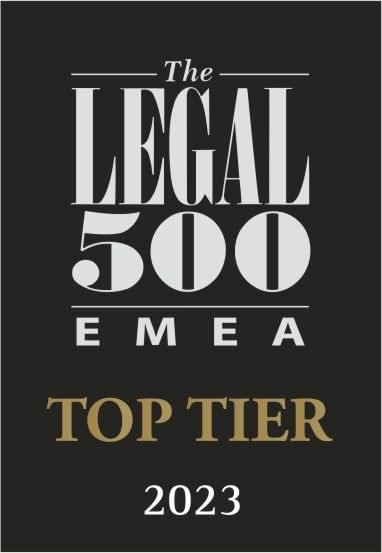 The
LEGAL
500
EMEA
TOP TIER
2023